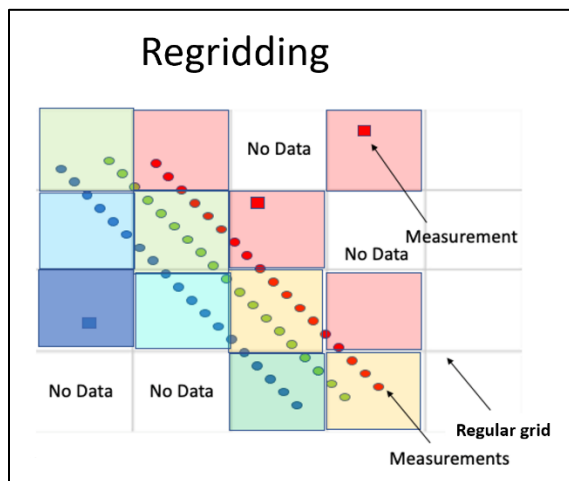 Regridding
No Data
Measurement
No Data
No Data
No Data
Regular grid
Measurements